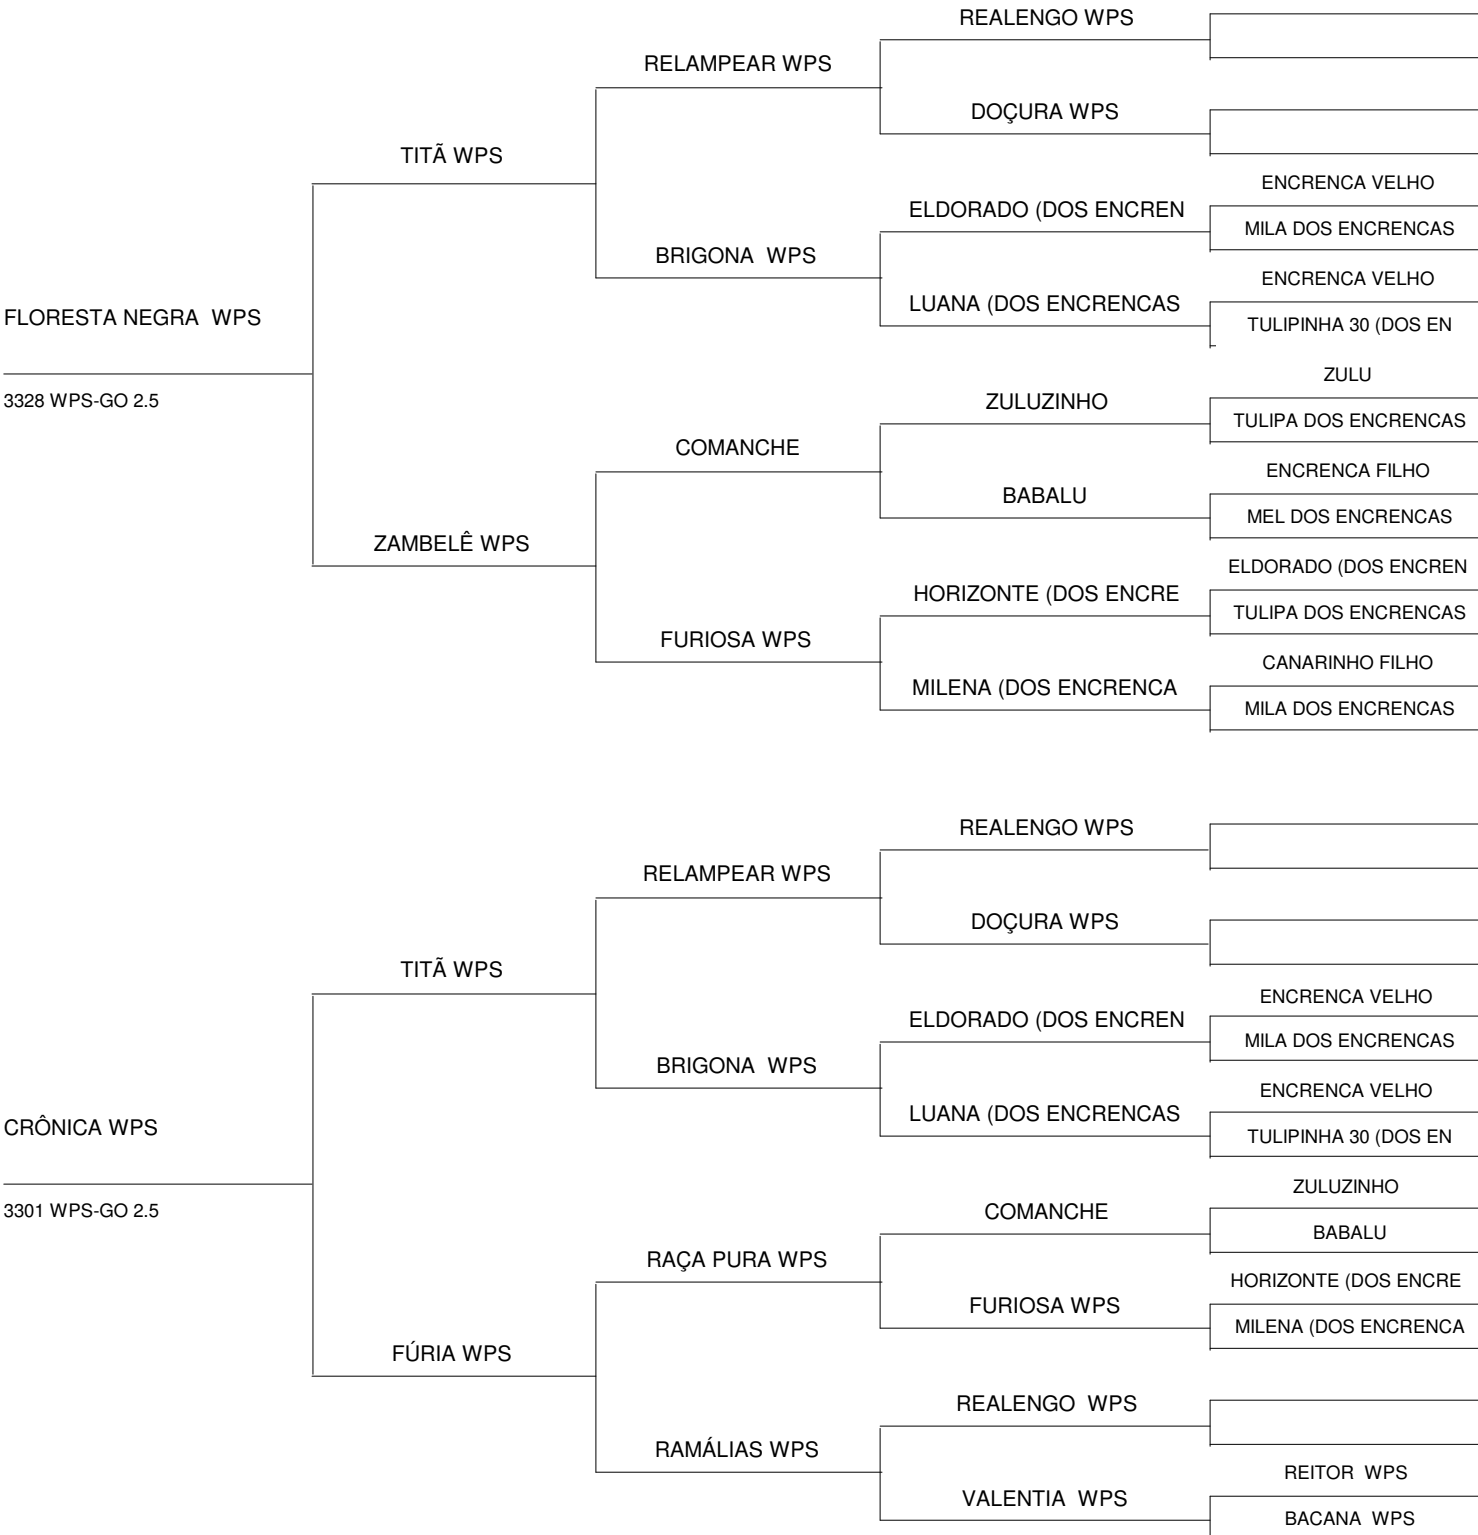 REALENGO WPS
RELAMPEAR WPS
DOÇURA WPS
TITÃ WPS
ENCRENCA VELHO
ELDORADO (DOS ENCREN
MILA DOS ENCRENCAS
BRIGONA  WPS
ENCRENCA VELHO
LUANA (DOS ENCRENCAS
TULIPINHA 30 (DOS EN
FLORESTA NEGRA  WPS
3328 WPS-GO 2.5
ZULU
ZULUZINHO
TULIPA DOS ENCRENCAS
COMANCHE
ENCRENCA FILHO
BABALU
MEL DOS ENCRENCAS
ZAMBELÊ WPS
ELDORADO (DOS ENCREN
HORIZONTE (DOS ENCRE
TULIPA DOS ENCRENCAS
FURIOSA WPS
CANARINHO FILHO
MILENA (DOS ENCRENCA
MILA DOS ENCRENCAS
REALENGO WPS
RELAMPEAR WPS
DOÇURA WPS
TITÃ WPS
ENCRENCA VELHO
ELDORADO (DOS ENCREN
MILA DOS ENCRENCAS
BRIGONA  WPS
ENCRENCA VELHO
LUANA (DOS ENCRENCAS
TULIPINHA 30 (DOS EN
CRÔNICA WPS
3301 WPS-GO 2.5
ZULUZINHO
COMANCHE
BABALU
RAÇA PURA WPS
HORIZONTE (DOS ENCRE
FURIOSA WPS
MILENA (DOS ENCRENCA
FÚRIA WPS
REALENGO  WPS
RAMÁLIAS WPS
REITOR  WPS
VALENTIA  WPS
BACANA  WPS